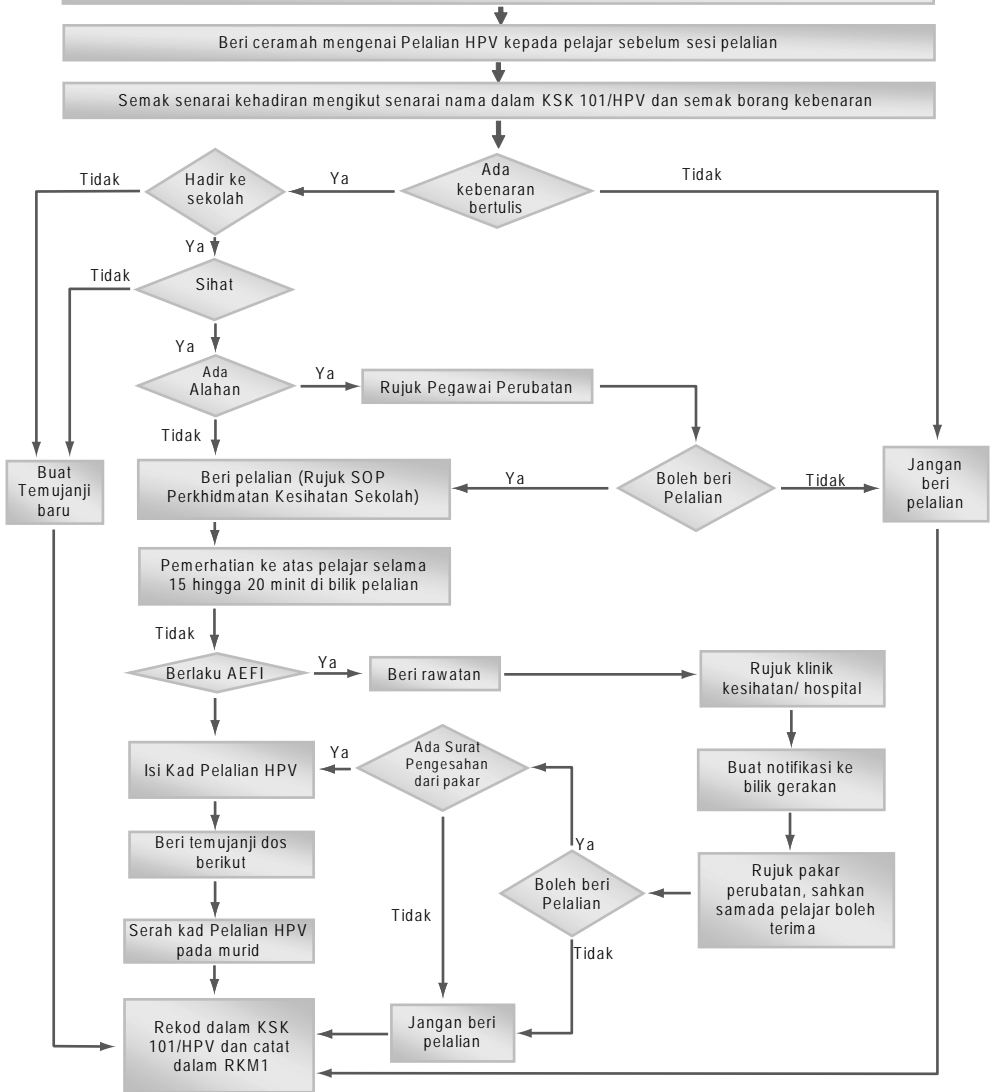 Beri ceramah mengenai Pelalian HPV kepada pelajar sebelum sesi pelalian
Semak senarai kehadiran mengikut senarai nama dalam KSK 101/HPV dan semak borang kebenaran
Ada
kebenaran
bertulis
Ya
Tidak
Hadir ke
sekolah
Tidak
Ya
Sihat
Tidak
Ya
Ada
Alahan
Ya
Rujuk Pegawai Perubatan
Tidak
Buat
Temujanji
baru
Beri pelalian (Rujuk SOP
Perkhidmatan Kesihatan Sekolah)
Ya
Boleh beri
Pelalian
Tidak
Jangan
beri
pelalian
Pemerhatian ke atas pelajar selama
15 hingga 20 minit di bilik pelalian
Tidak
Berlaku AEFI
Ya
Beri rawatan
Rujuk klinik
kesihatan/ hospital
Isi Kad Pelalian HPV
Ya
Ada Surat
Pengesahan
dari pakar
Buat notifikasi ke
bilik gerakan
Beri temujanji dos
berikut
Ya
Boleh beri
Pelalian
Rujuk pakar
perubatan, sahkan
samada pelajar boleh
terima
Tidak
Tidak
Serah kad Pelalian HPV
pada murid
Rekod dalam KSK
101/HPV dan catat
dalam RKM1
Jangan beri
pelalian